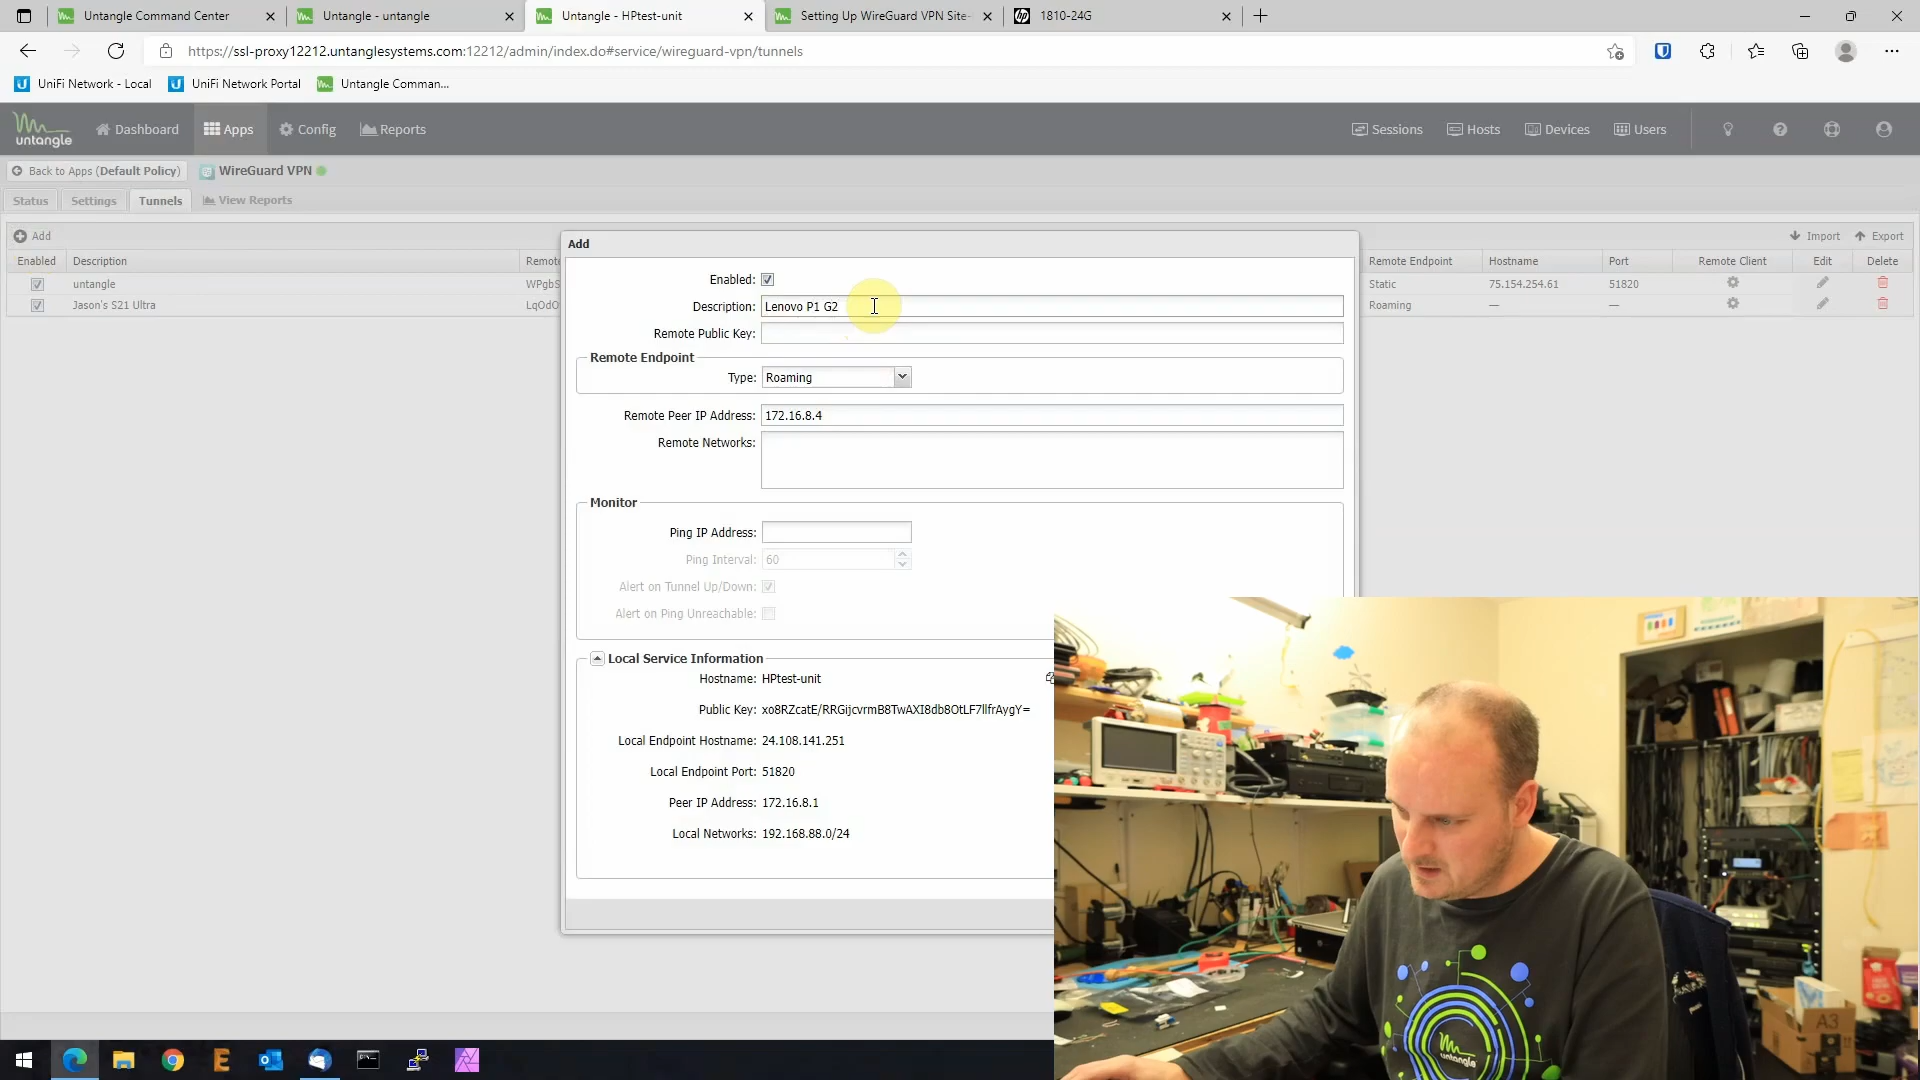 Untangle Command Center
Untangle - untangle
Untangle - HPtest-unit
Setting Up WireGuard VPN Site-
hp 1810-24G
https://ssl-proxy12212.untanglesystems.com:12212/admin/index.do#service/wireguard-vpn/tunnels
UniFi Network - Local
UniFi Network Portal
Untangle Comman...
untangle
Dashboard
Apps
Config
Reports
Sessions
Hosts
Devices
Users
Back to Apps (Default Policy)
WireGuard VPN
Status
Settings
Tunnels
View Reports
Add
Import
Export
Enabled Description Remote Remote Endpoint Hostname Port Remote Client Edit Delete
untangle WPgbS Static 75.154.254.61 51820
Jason's S21 Ultra LqOdO Roaming — —
Add
Enabled:
Description: Lenovo P1 G2
Remote Public Key:
Remote Endpoint
Type: Roaming
Remote Peer IP Address: 172.16.8.4
Remote Networks:
Monitor
Ping IP Address:
Ping Interval: 60
Alert on Tunnel Up/Down:
Alert on Ping Unreachable:
Local Service Information
Hostname: HPtest-unit
Public Key: xo8RZcatE/RRGijcvrmB8TwAXI8db8OtLF7llfrAygY=
Local Endpoint Hostname: 24.108.141.251
Local Endpoint Port: 51820
Peer IP Address: 172.16.8.1
Local Networks: 192.168.88.0/24
untangle
A3